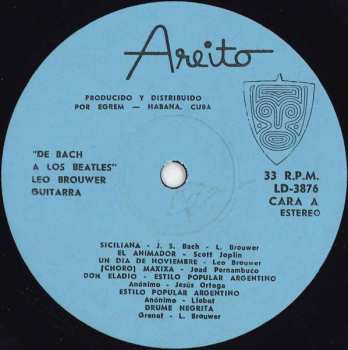 Areito
PRODUCIDO Y DISTRIBUIDO
POR EGREM — HABANA, CUBA
"DE BACH
A LOS BEATLES"
LEO BROUWER
GUITARRA
33 R.P.M.
LD-3876
CARA A
ESTEREO
SICILIANA - J. S. Bach - L. Brouwer
EL ANIMADOR - Scott Joplin
UN DIA DE NOVIEMBRE - Leo Brouwer
[CHORO] MAXIXA - Joad Pernambuco
DON ELADIO - ESTILO POPULAR ARGENTINO
Anónimo - Jesús Ortega
ESTILO POPULAR ARGENTINO
Anónimo - Llobet
DRUME NEGRITA
Grenet - L. Brouwer